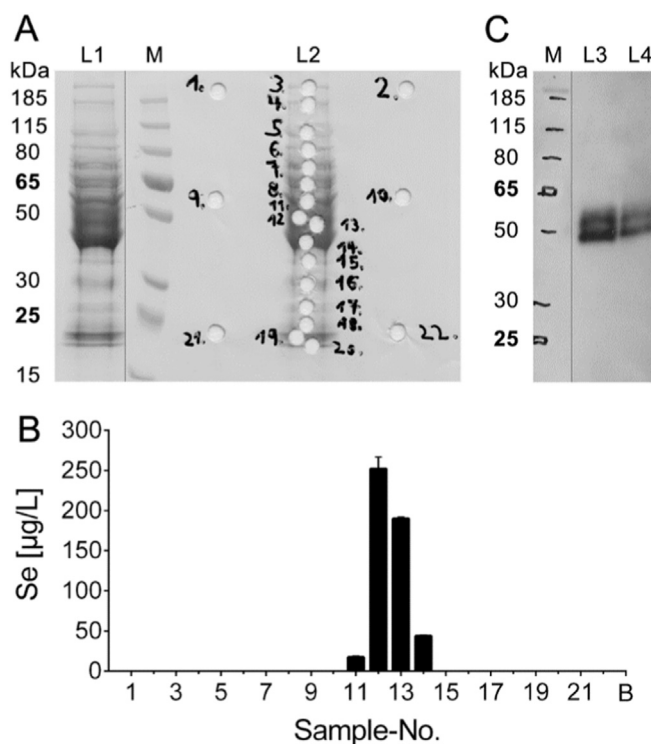 A
L1 M L2
kDa
185
115
80
65
50
30
25
15
1. 3. 2.
4.
5.
6.
7.
8.
9. 11. 10.
12 13.
14.
15.
16.
17.
18.
21. 19. 20. 22.
C
M L3 L4
kDa
185
115
80
65
50
30
25
B
Se [µg/L]
300
250
200
150
100
50
0
1 3 5 7 9 11 13 15 17 19 21 B
Sample-No.